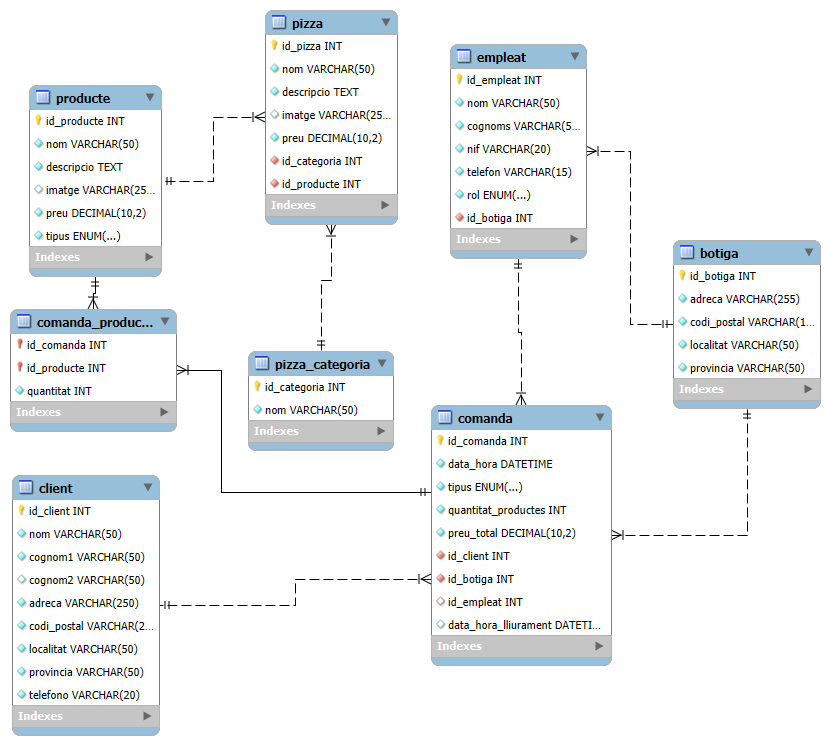 pizza
id_pizza INT
nom VARCHAR(50)
descripcio TEXT
imatge VARCHAR(25...
preu DECIMAL(10,2)
id_categoria INT
id_producte INT
Indexes
empleat
id_empleat INT
nom VARCHAR(50)
cognoms VARCHAR(5...
nif VARCHAR(20)
telefon VARCHAR(15)
rol ENUM(...)
id_botiga INT
Indexes
producte
id_producte INT
nom VARCHAR(50)
descripcio TEXT
imatge VARCHAR(25...
preu DECIMAL(10,2)
tipus ENUM(...)
Indexes
botiga
id_botiga INT
adreca VARCHAR(255)
codi_postal VARCHAR(1...
localitat VARCHAR(50)
provincia VARCHAR(50)
Indexes
comanda_produc...
id_comanda INT
id_producte INT
quantitat INT
Indexes
pizza_categoria
id_categoria INT
nom VARCHAR(50)
Indexes
comanda
id_comanda INT
data_hora DATETIME
tipus ENUM(...)
quantitat_productes INT
preu_total DECIMAL(10,2)
id_client INT
id_botiga INT
id_empleat INT
data_hora_lliurament DATETI...
Indexes
client
id_client INT
nom VARCHAR(50)
cognom1 VARCHAR(50)
cognom2 VARCHAR(50)
adreca VARCHAR(250)
codi_postal VARCHAR(2...
localitat VARCHAR(50)
provincia VARCHAR(50)
telefono VARCHAR(20)
Indexes